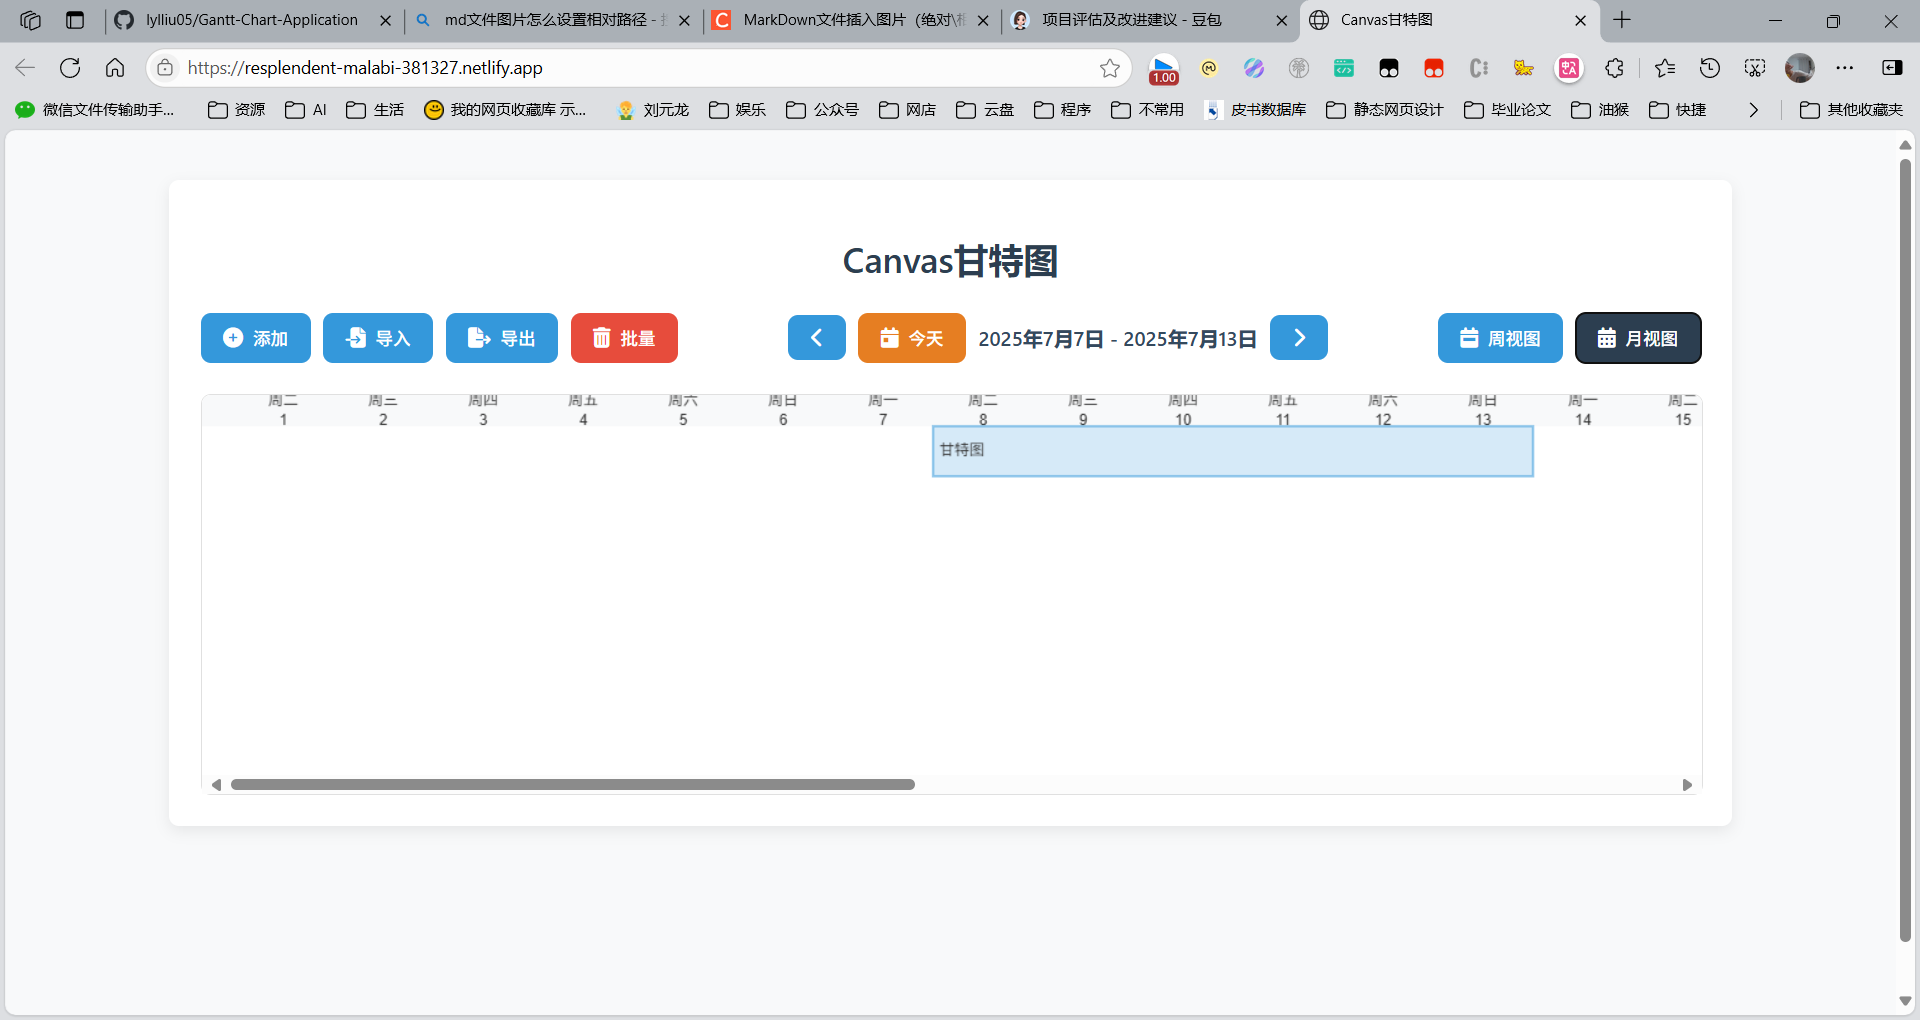 lylliu05/Gantt-Chart-Application
md文件图片怎么设置相对路径 -
MarkDown文件插入图片（绝对\
项目评估及改进建议 - 豆包
Canvas甘特图
https://resplendent-malabi-381327.netlify.app
1.00
微信文件传输助手...
资源
AI
生活
我的网页收藏库 示...
刘元龙
娱乐
公众号
网店
云盘
程序
不常用
皮书数据库
静态网页设计
毕业论文
油猴
快捷
其他收藏夹
Canvas甘特图
添加
导入
导出
批量
今天
2025年7月7日 - 2025年7月13日
周视图
月视图
周二 周三 周四 周五 周六 周日 周一 周二 周三 周四 周五 周六 周日 周一 周二
1 2 3 4 5 6 7 8 9 10 11 12 13 14 15
甘特图